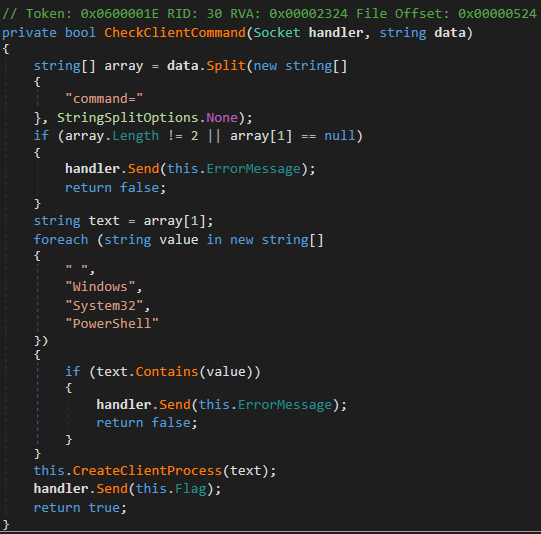 // Token: 0x0600001E RID: 30 RVA: 0x00002324 File Offset: 0x00000524
private bool CheckClientCommand(Socket handler, string data)
{
    string[] array = data.Split(new string[]
    {
        "command="
    }, StringSplitOptions.None);
    if (array.Length != 2 || array[1] == null)
    {
        handler.Send(this.ErrorMessage);
        return false;
    }
    string text = array[1];
    foreach (string value in new string[]
    {
        " ",
        "Windows",
        "System32",
        "PowerShell"
    })
    {
        if (text.Contains(value))
        {
            handler.Send(this.ErrorMessage);
            return false;
        }
    }
    this.CreateClientProcess(text);
    handler.Send(this.Flag);
    return true;
}